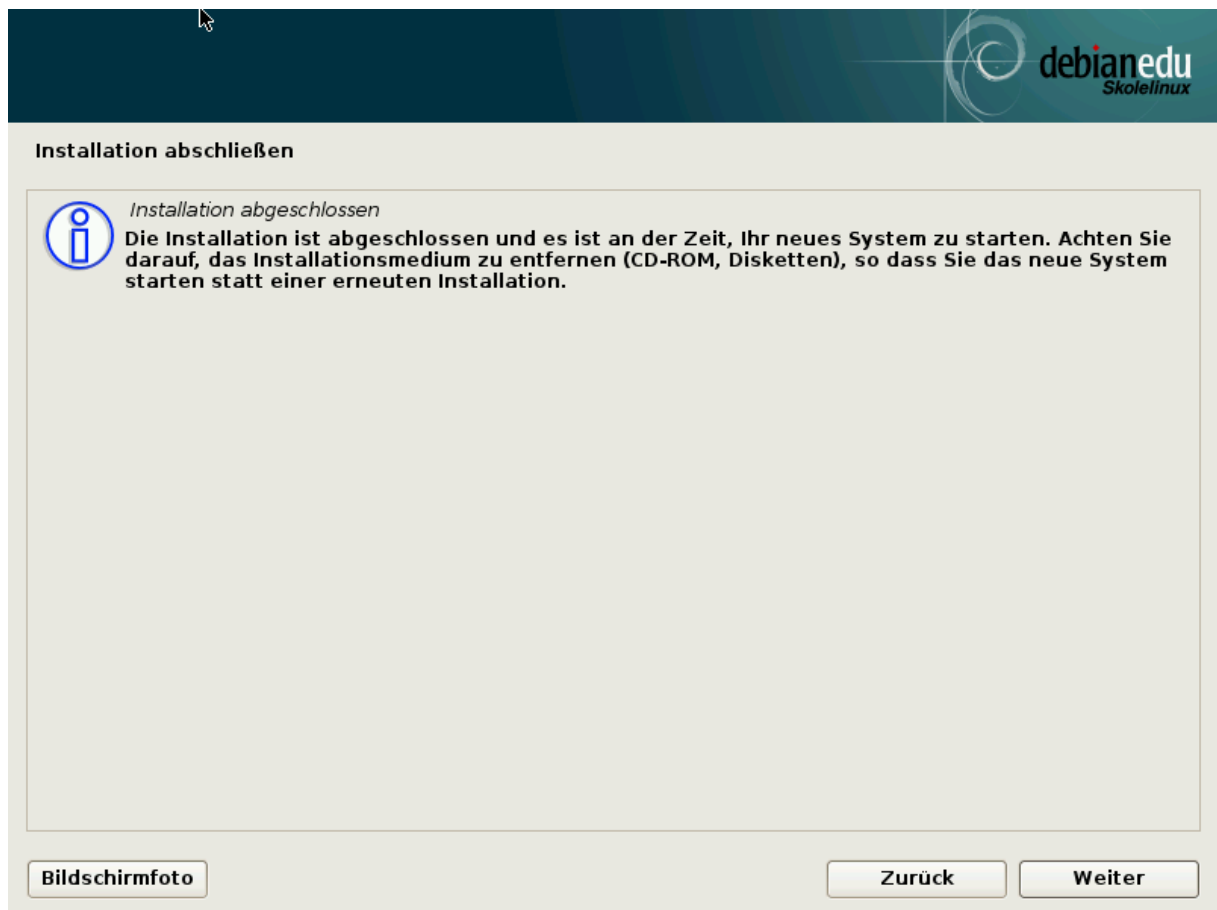 debianedu
Skolelinux
Installation abschließen
Installation abgeschlossen
Die Installation ist abgeschlossen und es ist an der Zeit, Ihr neues System zu starten. Achten Sie
darauf, das Installationsmedium zu entfernen (CD-ROM, Disketten), so dass Sie das neue System
starten statt einer erneuten Installation.
Bildschirmfoto
Zurück
Weiter